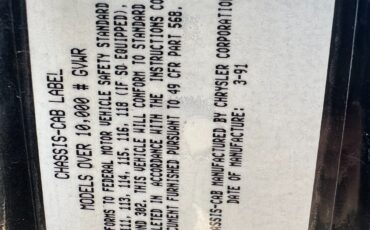 CHASSIS-CAB LABEL
MODELS OVER 10,000 # GVWR
FORMS TO FEDERAL MOTOR VEHICLE SAFETY STANDARD
111, 113, 114, 115, 116, 118 (IF SO EQUIPPED),
ND 302. THIS VEHICLE WILL CONFORM TO STANDARD
LETED IN ACCORDANCE WITH THE INSTRUCTIONS CO
CUMENT FURNISHED PURSUANT TO 49 CFR PART 568.
ASSIS-CAB MANUFACTURED BY CHRYSLER CORPORATION
DATE OF MANUFACTURE: 3-91